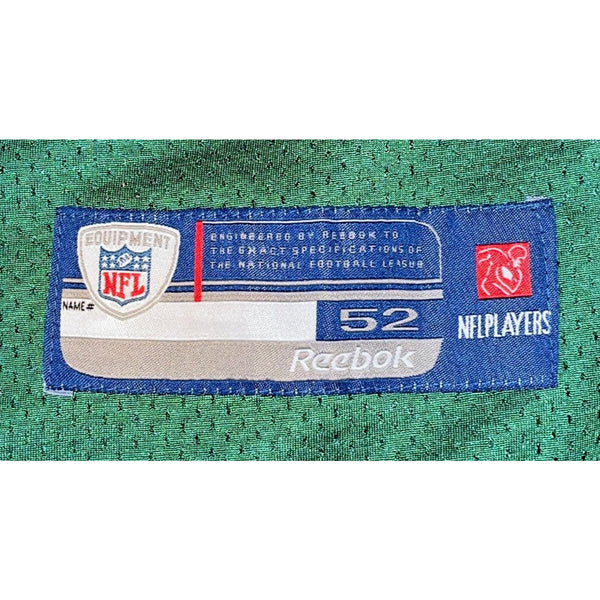 EQUIPMENT
NFL
ENGINEERED BY REEBOK TO
THE EXACT SPECIFICATIONS OF
THE NATIONAL FOOTBALL LEAGUE
NAME#
52
Reebok
NFLPLAYERS